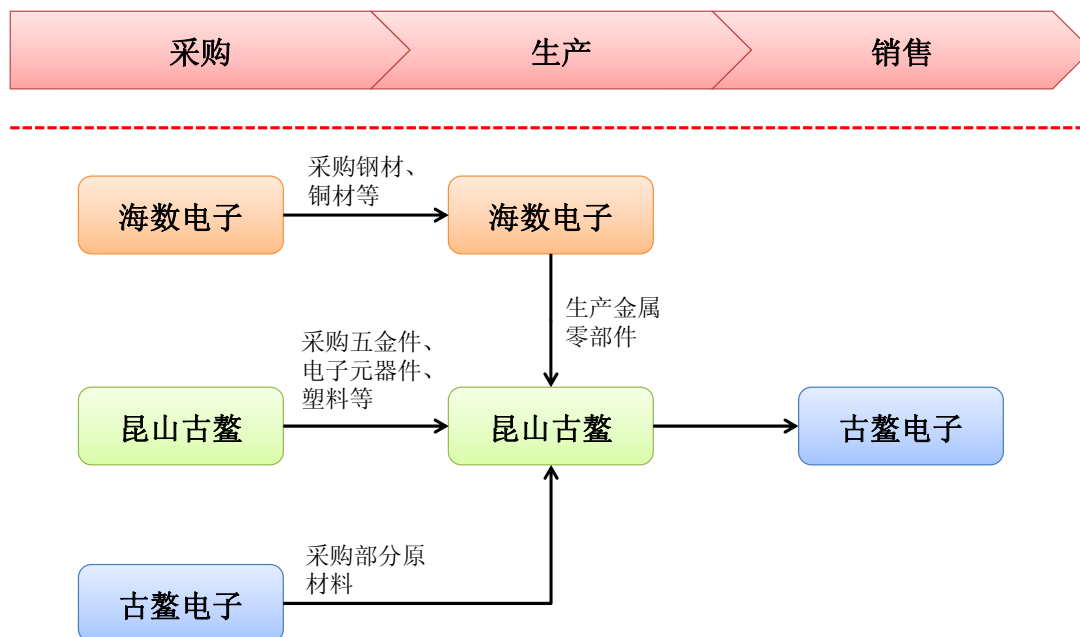 采购
生产
销售
采购钢材、
铜材等
海数电子
海数电子
生产金属
零部件
采购五金件、
电子元器件、
塑料等
昆山古鳌
昆山古鳌
古鳌电子
采购部分原
材料
古鳌电子